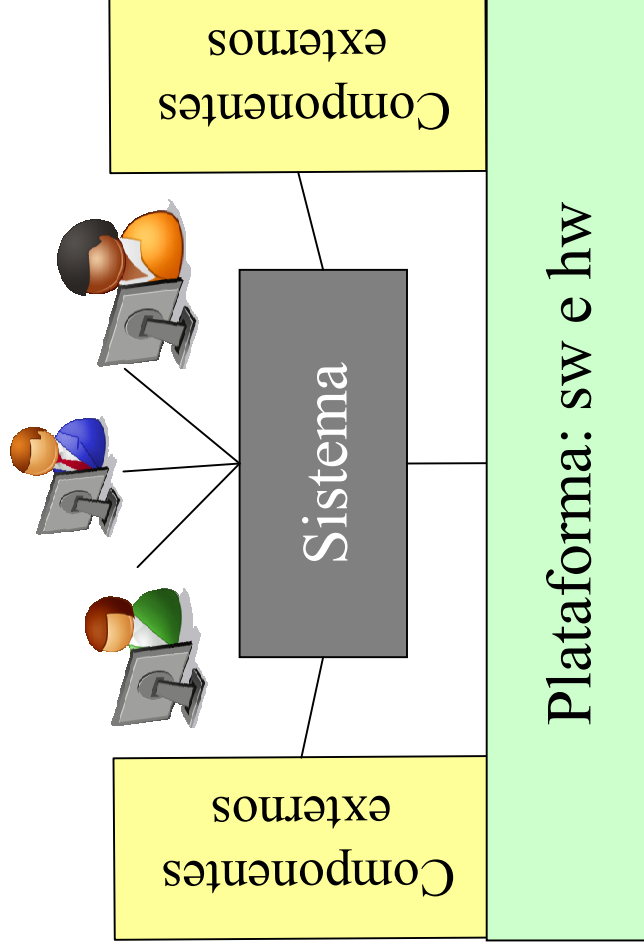 Componentes
externos
Sistema
Componentes
externos
Plataforma: sw e hw